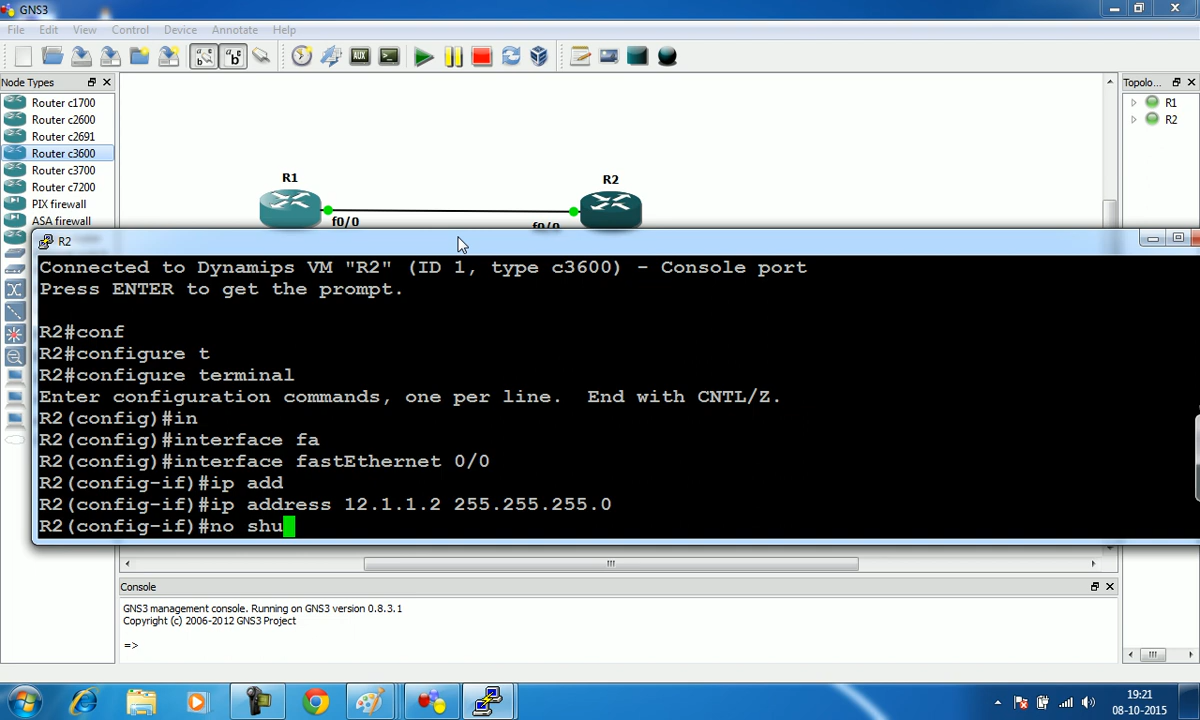 GNS3
File Edit View Control Device Annotate Help
Node Types
Router c1700
Router c2600
Router c2691
Router c3600
Router c3700
Router c7200
PIX firewall
ASA firewall
Topolo...
R1
R2
R1
R2
f0/0
f0/0
R2
Connected to Dynamips VM "R2" (ID 1, type c3600) - Console port
Press ENTER to get the prompt.
R2#conf
R2#configure t
R2#configure terminal
Enter configuration commands, one per line.  End with CNTL/Z.
R2(config)#in
R2(config)#interface fa
R2(config)#interface fastEthernet 0/0
R2(config-if)#ip add
R2(config-if)#ip address 12.1.1.2 255.255.255.0
R2(config-if)#no shu
Console
GNS3 management console. Running on GNS3 version 0.8.3.1
Copyright (c) 2006-2012 GNS3 Project
=>
19:21
08-10-2015